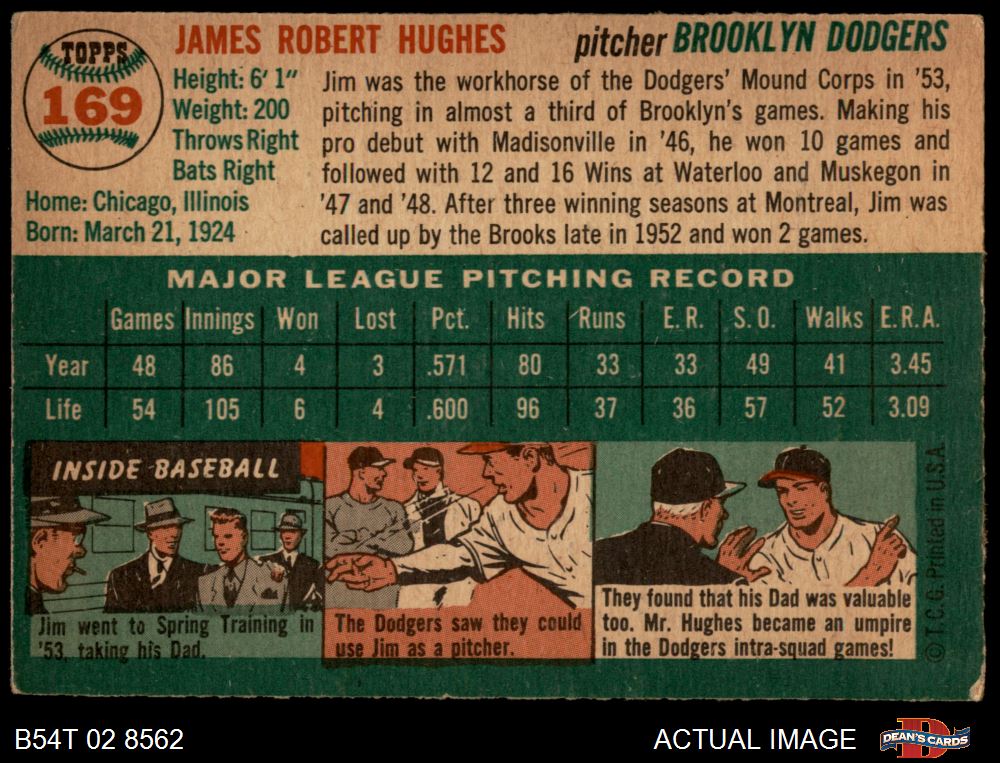 TOPPS
169
JAMES ROBERT HUGHES
pitcher BROOKLYN DODGERS
Height: 6' 1"
Weight: 200
Throws Right
Bats Right
Home: Chicago, Illinois
Born: March 21, 1924
Jim was the workhorse of the Dodgers' Mound Corps in '53,
pitching in almost a third of Brooklyn's games. Making his
pro debut with Madisonville in '46, he won 10 games and
followed with 12 and 16 Wins at Waterloo and Muskegon in
'47 and '48. After three winning seasons at Montreal, Jim was
called up by the Brooks late in 1952 and won 2 games.
MAJOR LEAGUE PITCHING RECORD
Games Innings Won Lost Pct. Hits Runs E.R. S.O. Walks E.R.A.
Year 48 86 4 3 .571 80 33 33 49 41 3.45
Life 54 105 6 4 .600 96 37 36 57 52 3.09
INSIDE BASEBALL
Jim went to Spring Training in
'53, taking his Dad.
The Dodgers saw they could
use Jim as a pitcher.
They found that his Dad was valuable
too. Mr. Hughes became an umpire
in the Dodgers intra-squad games!
© T.C.G. Printed in U.S.A.
B54T 02 8562
ACTUAL IMAGE
DEAN'S CARDS